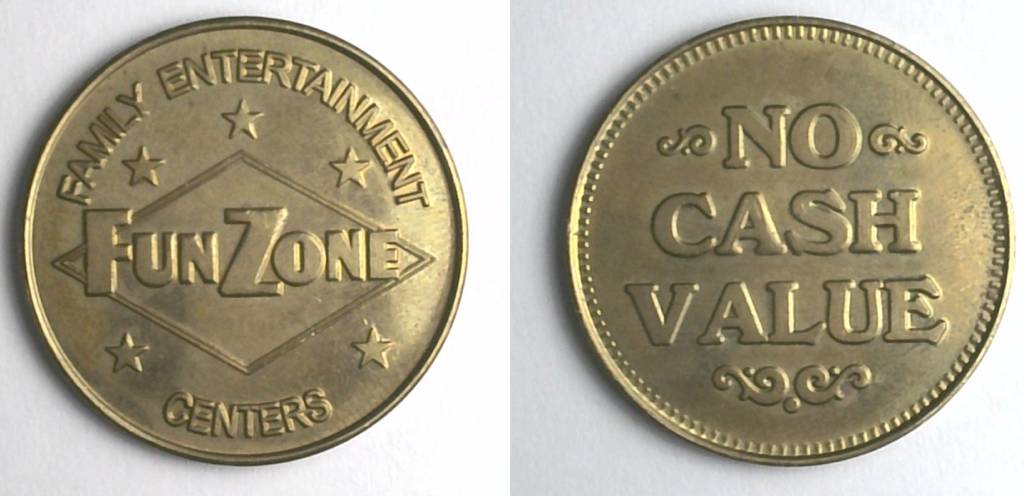 FAMILY ENTERTAINMENT
FUNZONE
CENTERS
NO
CASH
VALUE